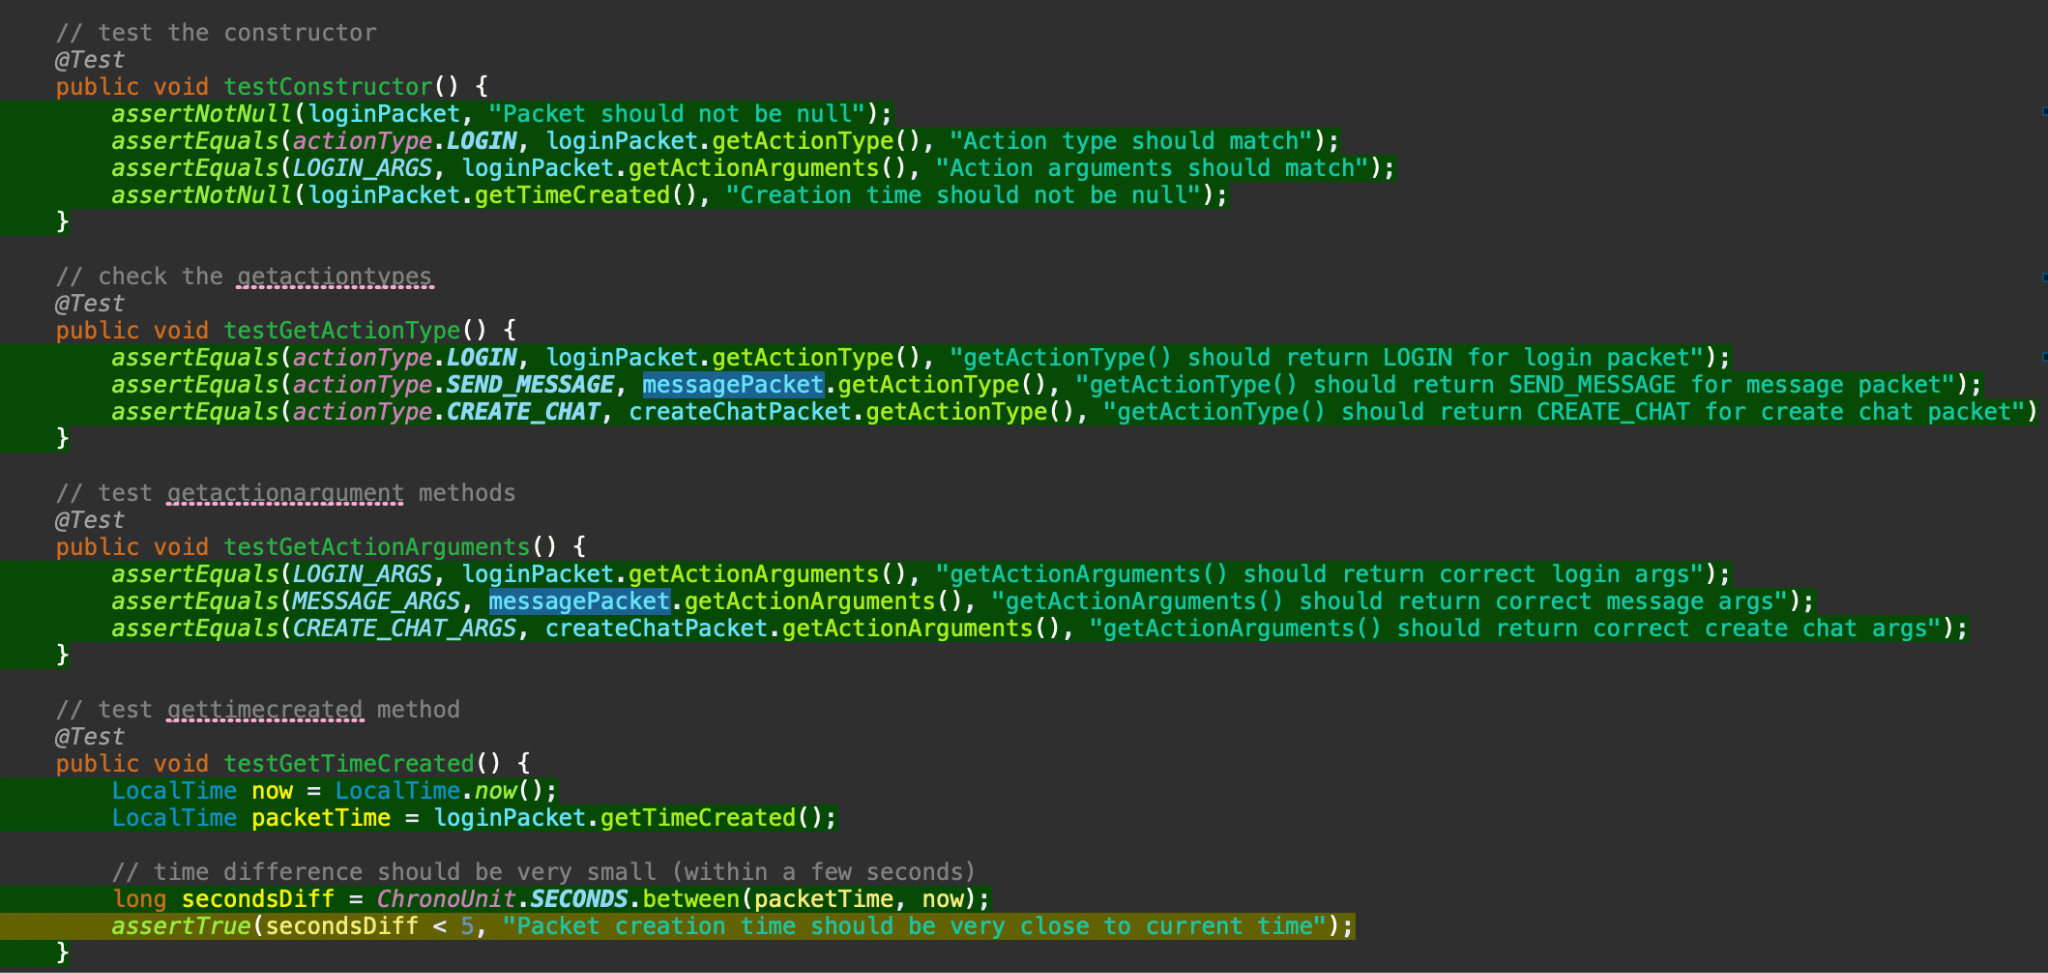 // test the constructor
@Test
public void testConstructor() {
assertNotNull(loginPacket, "Packet should not be null");
assertEquals(actionType.LOGIN, loginPacket.getActionType(), "Action type should match");
assertEquals(LOGIN_ARGS, loginPacket.getActionArguments(), "Action arguments should match");
assertNotNull(loginPacket.getTimeCreated(), "Creation time should not be null");
}
// check the getactiontypes
@Test
public void testGetActionType() {
assertEquals(actionType.LOGIN, loginPacket.getActionType(), "getActionType() should return LOGIN for login packet");
assertEquals(actionType.SEND_MESSAGE, messagePacket.getActionType(), "getActionType() should return SEND_MESSAGE for message packet");
assertEquals(actionType.CREATE_CHAT, createChatPacket.getActionType(), "getActionType() should return CREATE_CHAT for create chat packet")
}
// test getactionargument methods
@Test
public void testGetActionArguments() {
assertEquals(LOGIN_ARGS, loginPacket.getActionArguments(), "getActionArguments() should return correct login args");
assertEquals(MESSAGE_ARGS, messagePacket.getActionArguments(), "getActionArguments() should return correct message args");
assertEquals(CREATE_CHAT_ARGS, createChatPacket.getActionArguments(), "getActionArguments() should return correct create chat args");
}
// test gettimecreated method
@Test
public void testGetTimeCreated() {
LocalTime now = LocalTime.now();
LocalTime packetTime = loginPacket.getTimeCreated();
// time difference should be very small (within a few seconds)
long secondsDiff = ChronoUnit.SECONDS.between(packetTime, now);
assertTrue(secondsDiff < 5, "Packet creation time should be very close to current time");
}